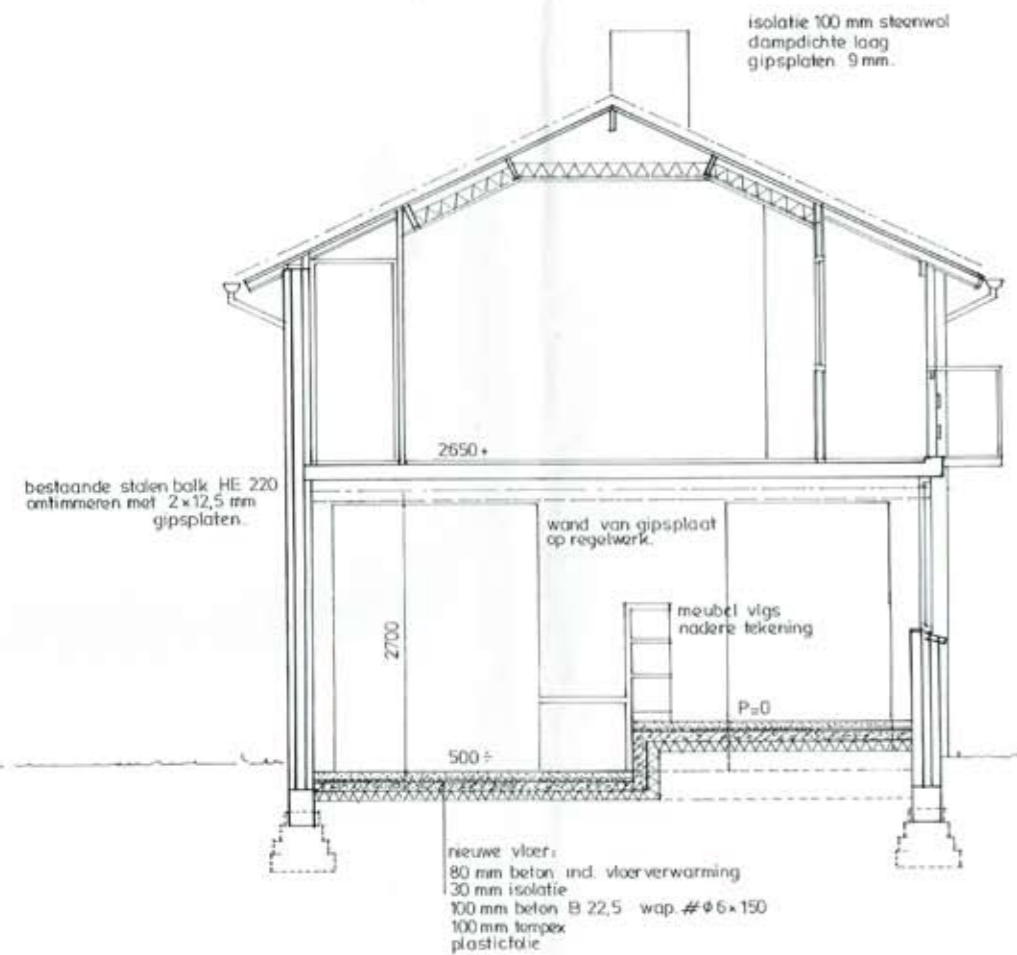 isolatie 100 mm steenwol
dampdichte laag
gipsplaten 9 mm.
2650 +
bestaande stalen balk HE 220
omtimmeren met 2 x 12,5 mm
gipsplaten.
wand van gipsplaat
op regelwerk.
2700
meubel vlgs
nadere tekening
P=0
500 ÷
nieuwe vloer:
80 mm beton incl. vloerverwarming
30 mm isolatie
100 mm beton B 22,5 wap. # ϕ 6 x 150
100 mm tempex
plasticfolie